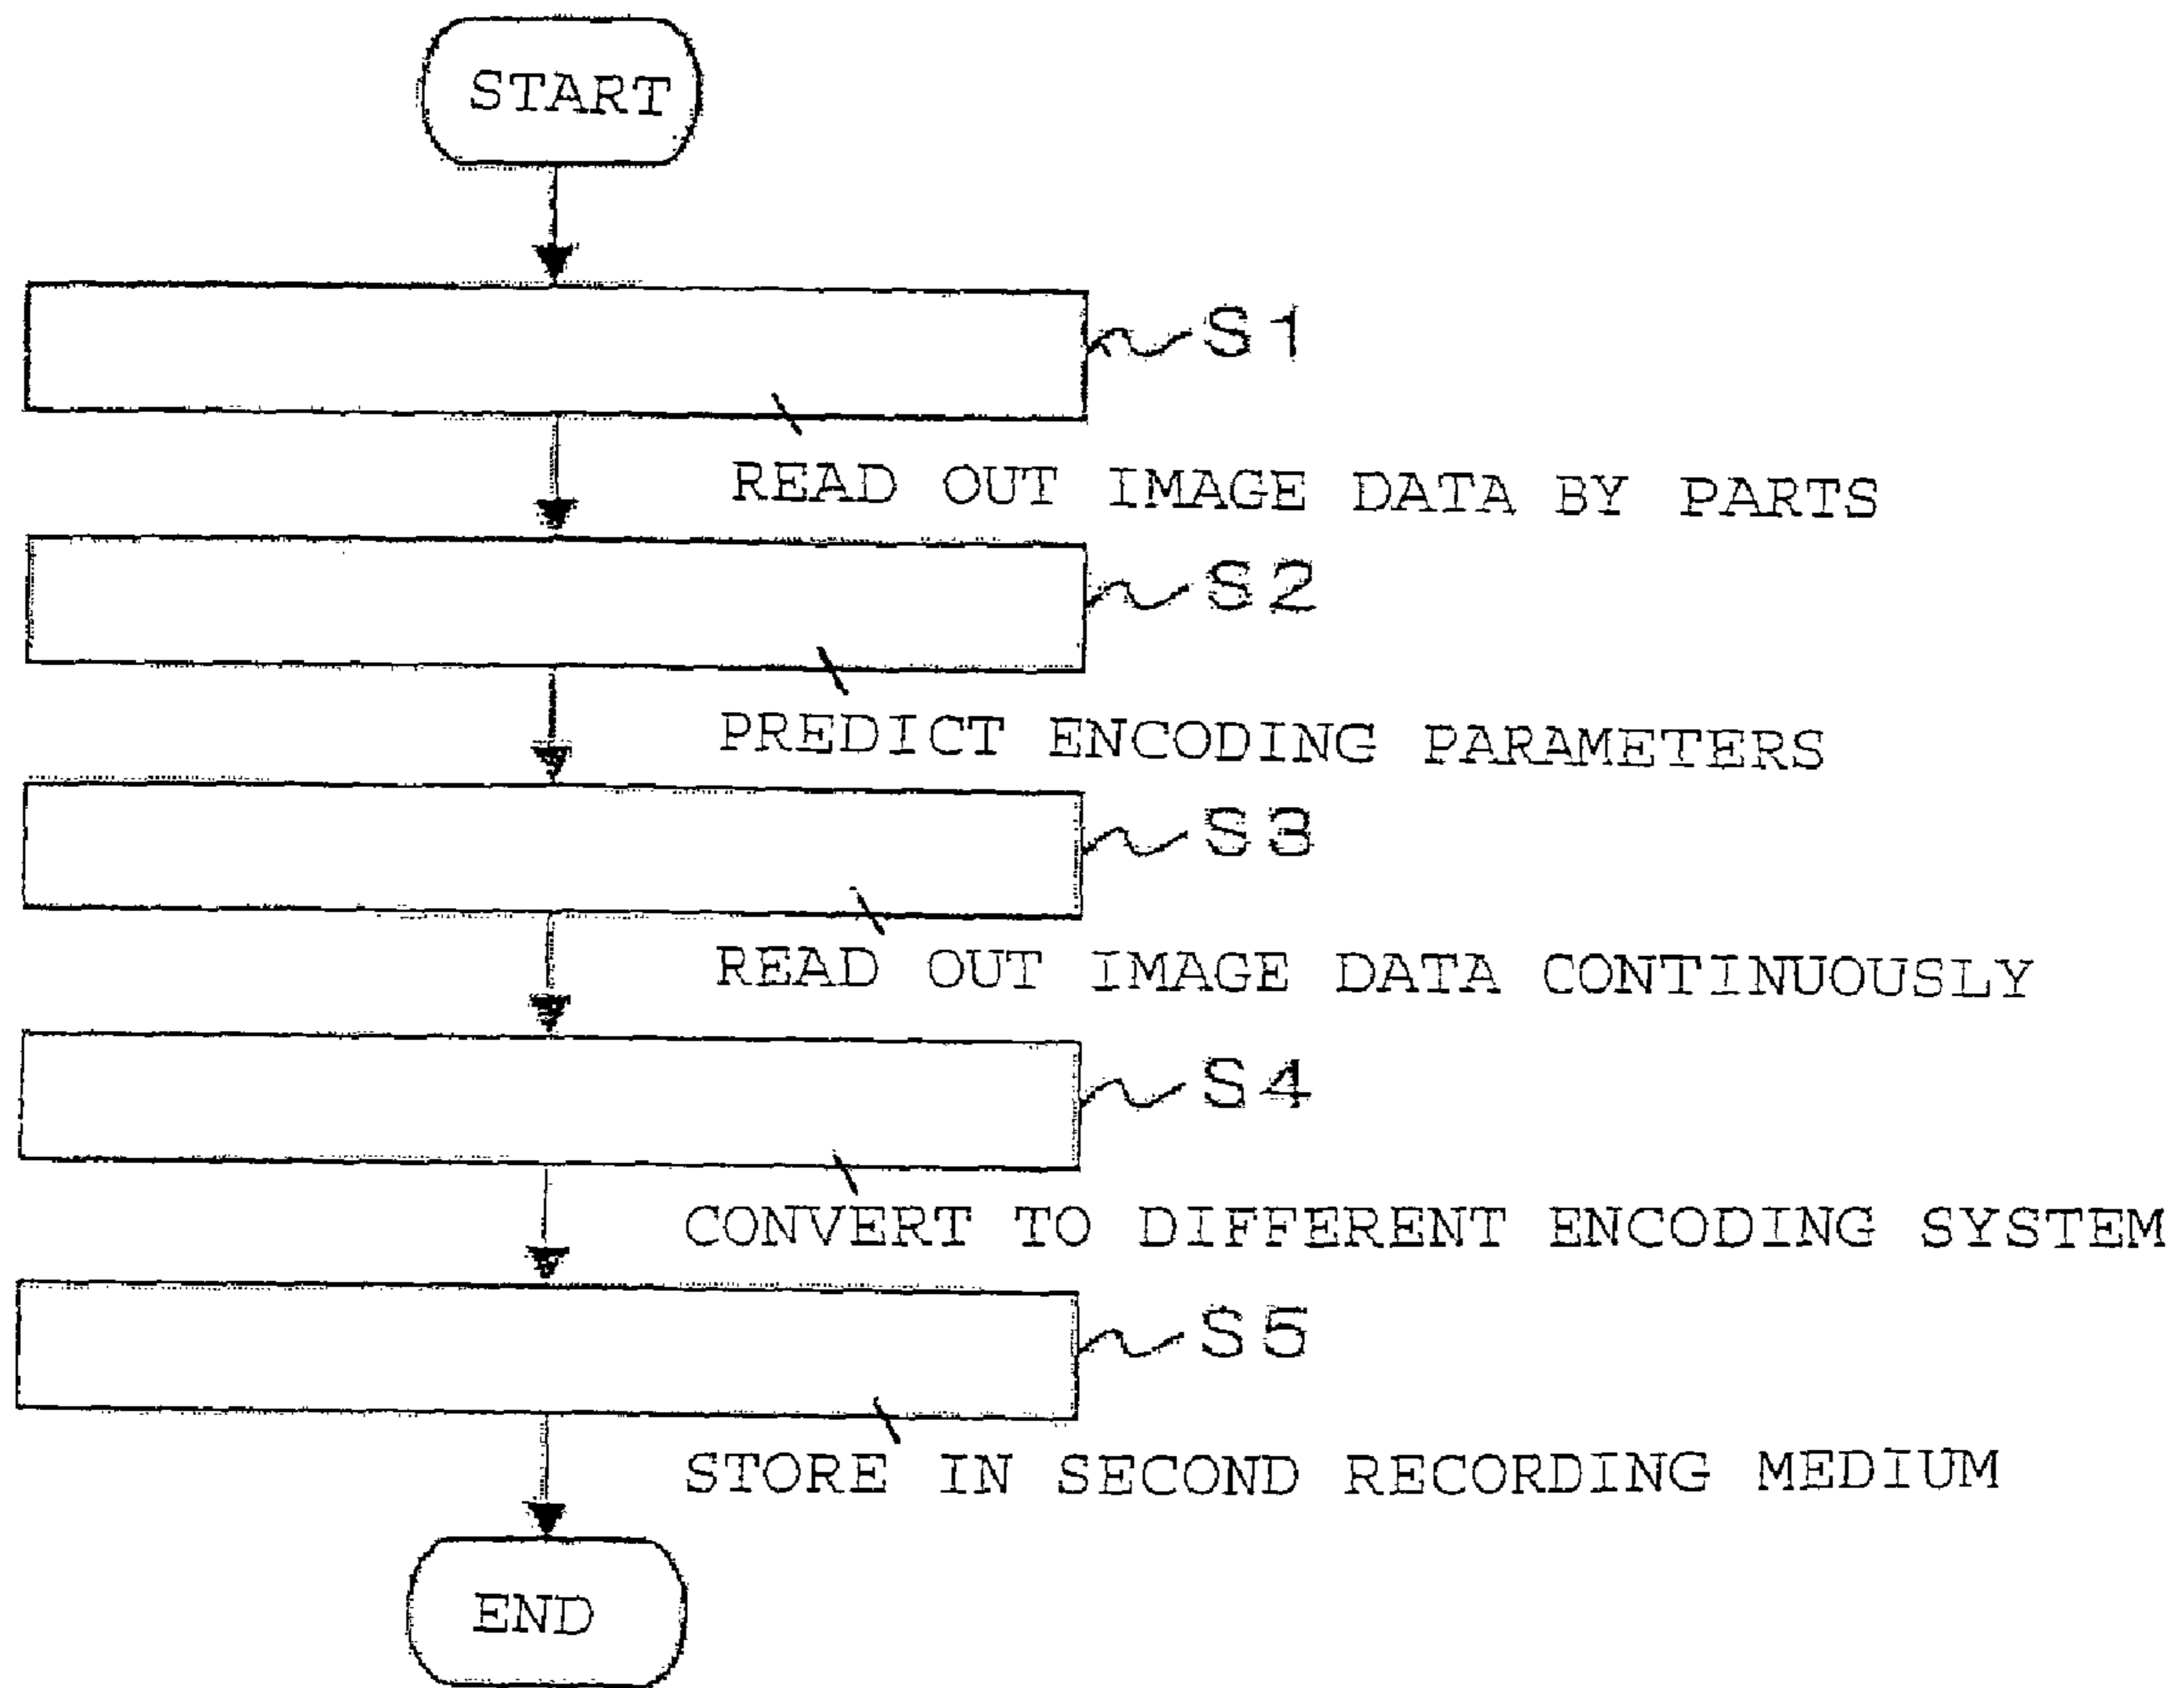 START
S1
READ OUT IMAGE DATA BY PARTS
S2
PREDICT ENCODING PARAMETERS
S3
READ OUT IMAGE DATA CONTINUOUSLY
S4
CONVERT TO DIFFERENT ENCODING SYSTEM
S5
STORE IN SECOND RECORDING MEDIUM
END